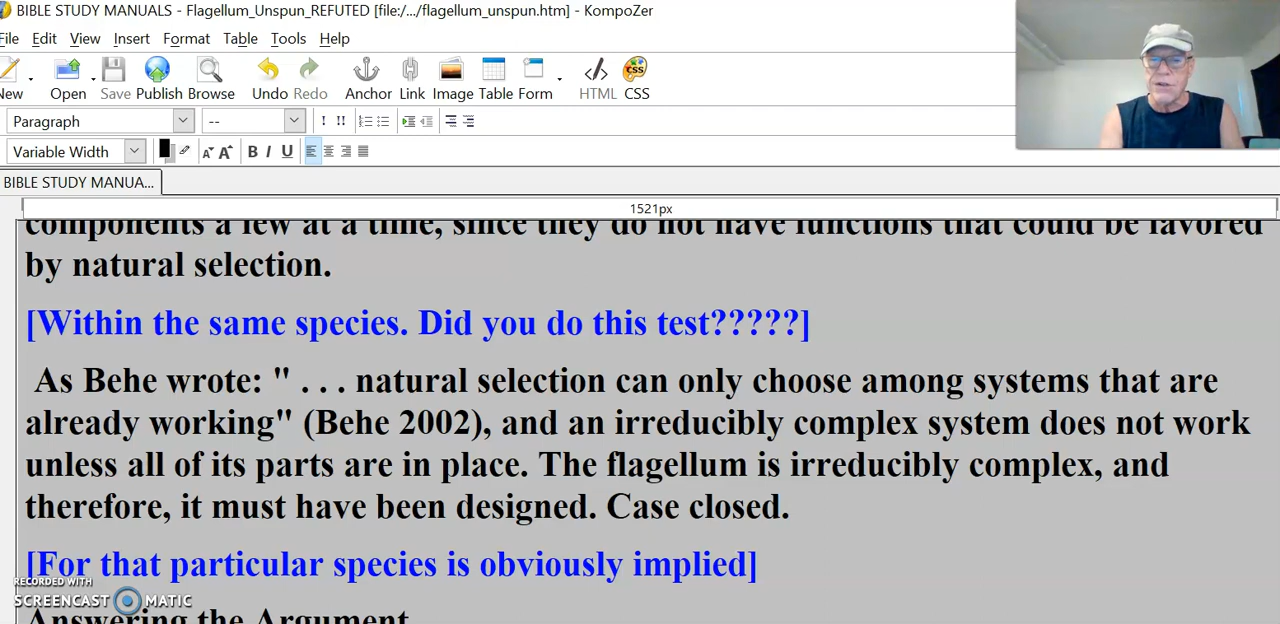 BIBLE STUDY MANUALS - Flagellum_Unspun_REFUTED [file:/.../flagellum_unspun.htm] - KompoZer
File Edit View Insert Format Table Tools Help
New Open Save Publish Browse Undo Redo Anchor Link Image Table Form HTML CSS
Paragraph --
Variable Width B I U
BIBLE STUDY MANUA...
1521px
components a few at a time, since they do not have functions that could be favored
by natural selection.
[Within the same species. Did you do this test?????]
As Behe wrote: " . . . natural selection can only choose among systems that are
already working" (Behe 2002), and an irreducibly complex system does not work
unless all of its parts are in place. The flagellum is irreducibly complex, and
therefore, it must have been designed. Case closed.
[For that particular species is obviously implied]
RECORDED WITH
SCREENCAST MATIC
Answering the Argument